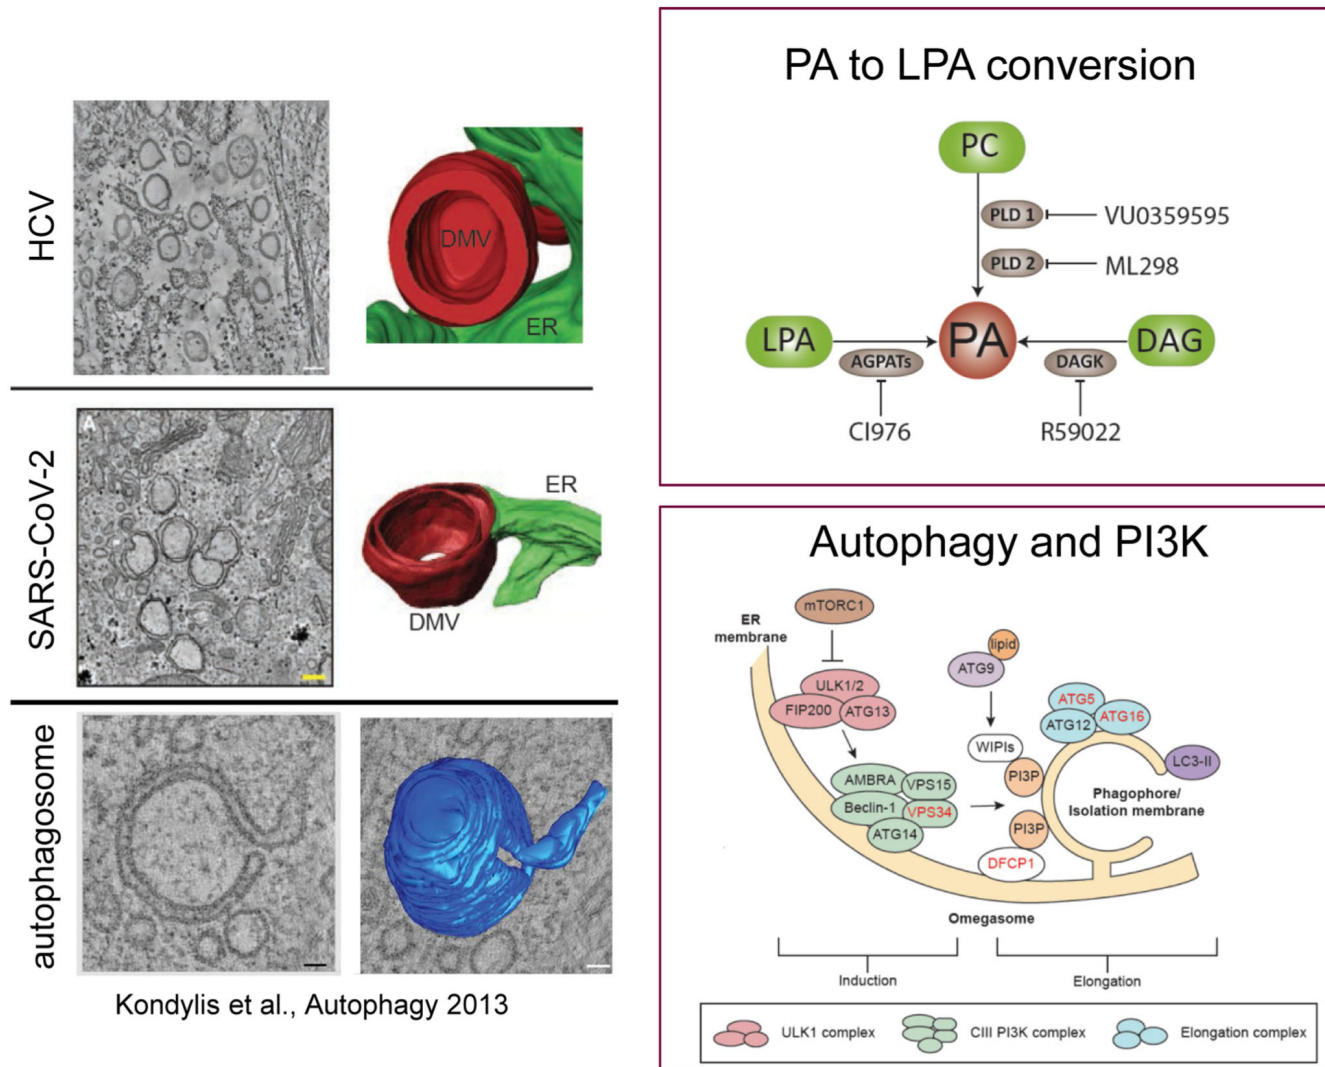 HCV
DMV
ER
SARS-CoV-2
A
ER
DMV
autophagosome
Kondylis et al., Autophagy 2013
PA to LPA conversion
PC
PLD 1
VU0359595
PLD 2
ML298
LPA
PA
DAG
AGPATs
DAGK
CI976
R59022
Autophagy and PI3K
mTORC1
ER
membrane
lipid
ATG9
ULK1/2
FIP200
ATG13
ATG5
ATG12
ATG16
WIPIs
LC3-II
AMBRA
VPS15
PI3P
Phagophore/
Isolation membrane
Beclin-1
VPS34
ATG14
PI3P
DFCP1
Omegasome
Induction
Elongation
ULK1 complex
CIII PI3K complex
Elongation complex